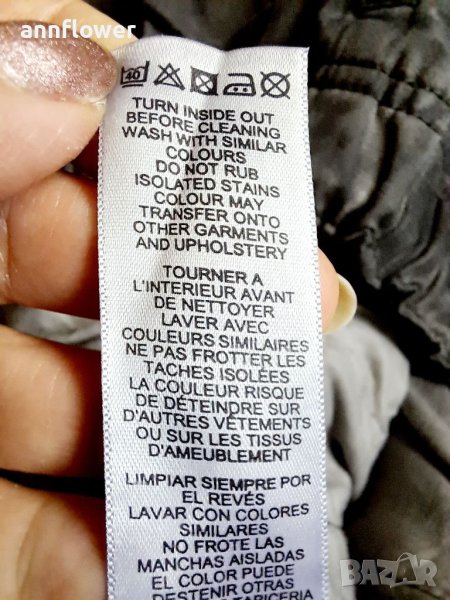 annflower
40
TURN INSIDE OUT
BEFORE CLEANING
WASH WITH SIMILAR
COLOURS
DO NOT RUB
ISOLATED STAINS
COLOUR MAY
TRANSFER ONTO
OTHER GARMENTS
AND UPHOLSTERY
TOURNER A
L'INTERIEUR AVANT
DE NETTOYER
LAVER AVEC
COULEURS SIMILAIRES
NE PAS FROTTER LES
TACHES ISOLÉES
LA COULEUR RISQUE
DE DÉTEINDRE SUR
D'AUTRES VÊTEMENTS
OU SUR LES TISSUS
D'AMEUBLEMENT
LIMPIAR SIEMPRE POR
EL REVÉS
LAVAR CON COLORES
SIMILARES
NO FROTE LAS
MANCHAS AISLADAS
EL COLOR PUEDE
DESTENIR OTRAS
BAZAR